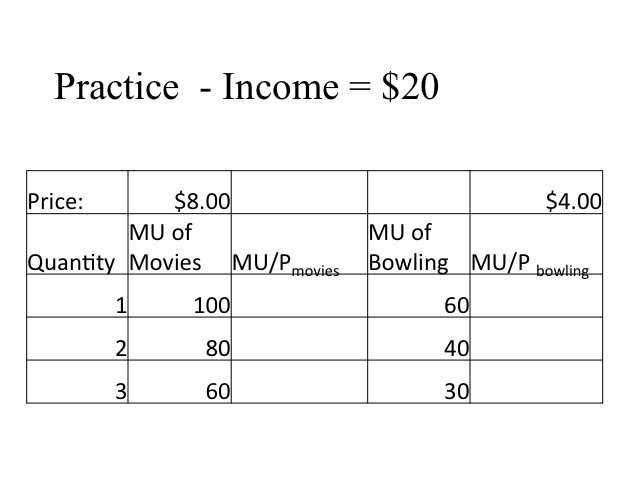 Practice - Income = $20
Price: $8.00 $4.00
MU of MU of
Quantity Movies MU/Pmovies Bowling MU/P bowling
1 100 60
2 80 40
3 60 30